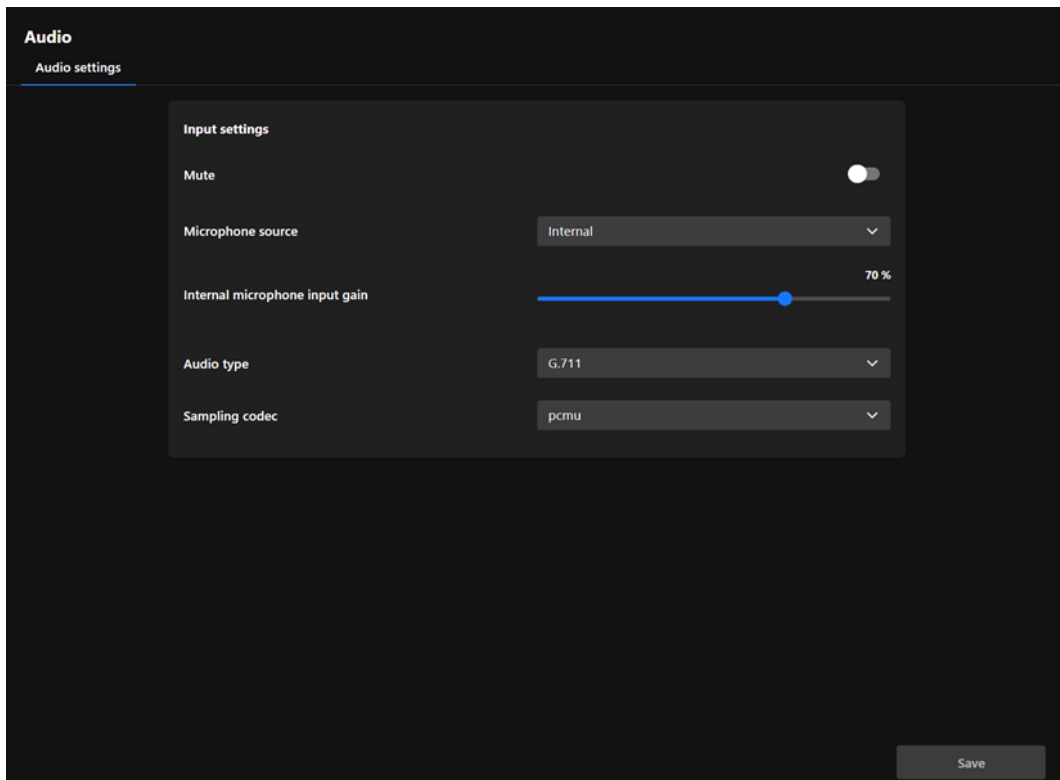 Audio
Audio settings
Input settings
Mute
Microphone source
Internal
70 %
Internal microphone input gain
Audio type
G.711
Sampling codec
pcmu
Save